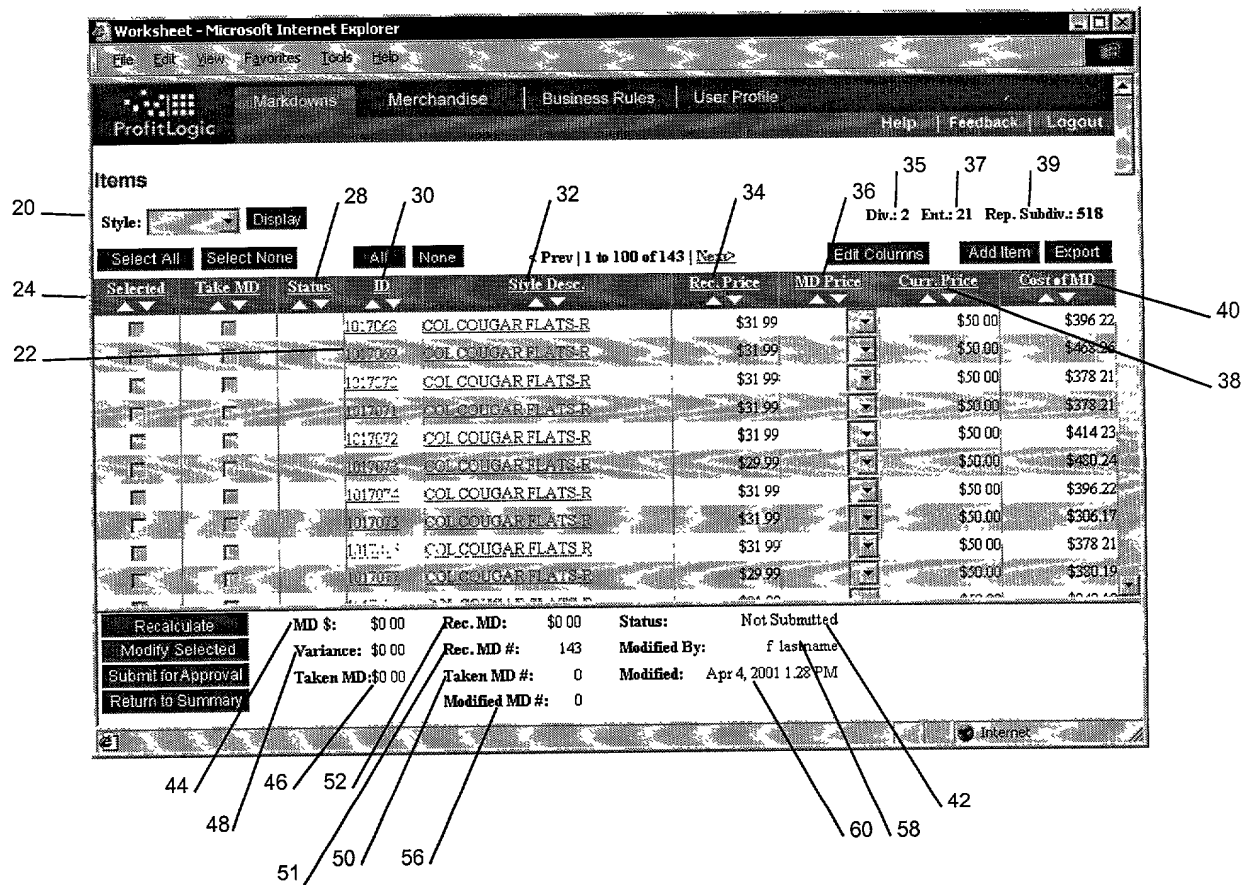 Worksheet - Microsoft Internet Explorer
File Edit View Favorites Tools Help
ProfitLogic
Markdowns Merchandise | Business Rules | User Profile
Help | Feedback | Logout
Items
35 37 39
20 28 30 32 34 36
Style: Display
Div.: 2 Ent.: 21 Rep. Subdiv.: 518
Select All Select None All None < Prev | 1 to 100 of 143 | Next> Edit Columns Add Item Export
24 Selected Take MD Status ID Style Desc. Rec. Price MD Price Curr. Price Cost of MD
40
1017068 COL COUGAR FLATS-R $31 99 $50 00 $396 22
22 1017069 COL COUGAR FLATS-R $31.99 $50.00
COL COUGAR FLATS-R $31 99 $50 00 $378 21
38
1017071 COL COUGAR FLATS-R $31.99 $50.00 $378.21
1017072 COL COUGAR FLATS-R $31 99 $50 00 $414 23
COL COUGAR FLATS-R $29.99 $50.00 $480.24
COL COUGAR FLATS-R $31 99 $50 00 $396.22
COL COUGAR FLATS-R $31.99 $50.00 $306.17
COL COUGAR FLATS R $31 99 $50 00 $378 21
COL COUGAR FLATS-R $29.99 $50.00 $320.19
Recalculate MD $: $0 00 Rec. MD: $0 00 Status: Not Submitted
Modify Selected Variance: $0 00 Rec. MD #: 143 Modified By: f lastname
Submit for Approval Taken MD: $0 00 Taken MD #: 0 Modified: Apr 4, 2001 1.28 PM
Return to Summary Modified MD #: 0
Internet
44 46 52 42
48 60 58
50 56
51